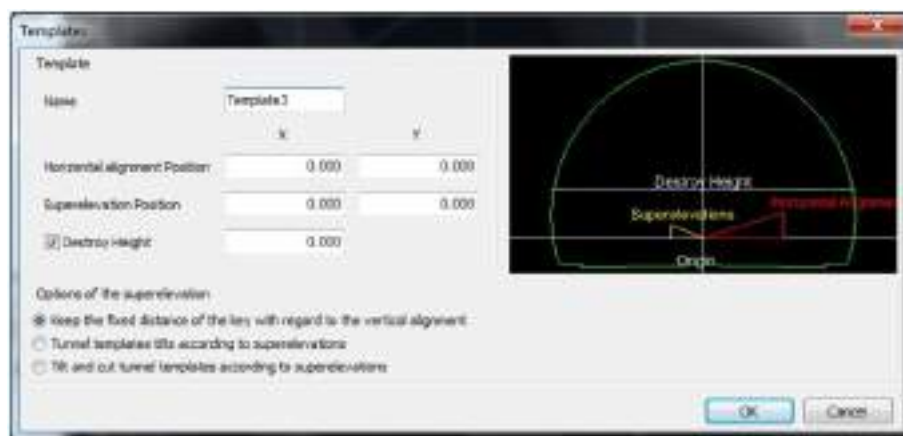 Templates
Template
Name
Template3
X Y
Horizontal alignment Position 0.000 0.000
Superelevation Position 0.000 0.000
Destroy Height 0.000
Destroy Height
Horizontal Alignme
Superelevations
Origin
Options of the superelevation
Keep the fixed distance of the key with regard to the vertical alignment
Tunnel templates tilts according to superelevations
Tilt and cut tunnel templates according to superelevations
OK Cancel